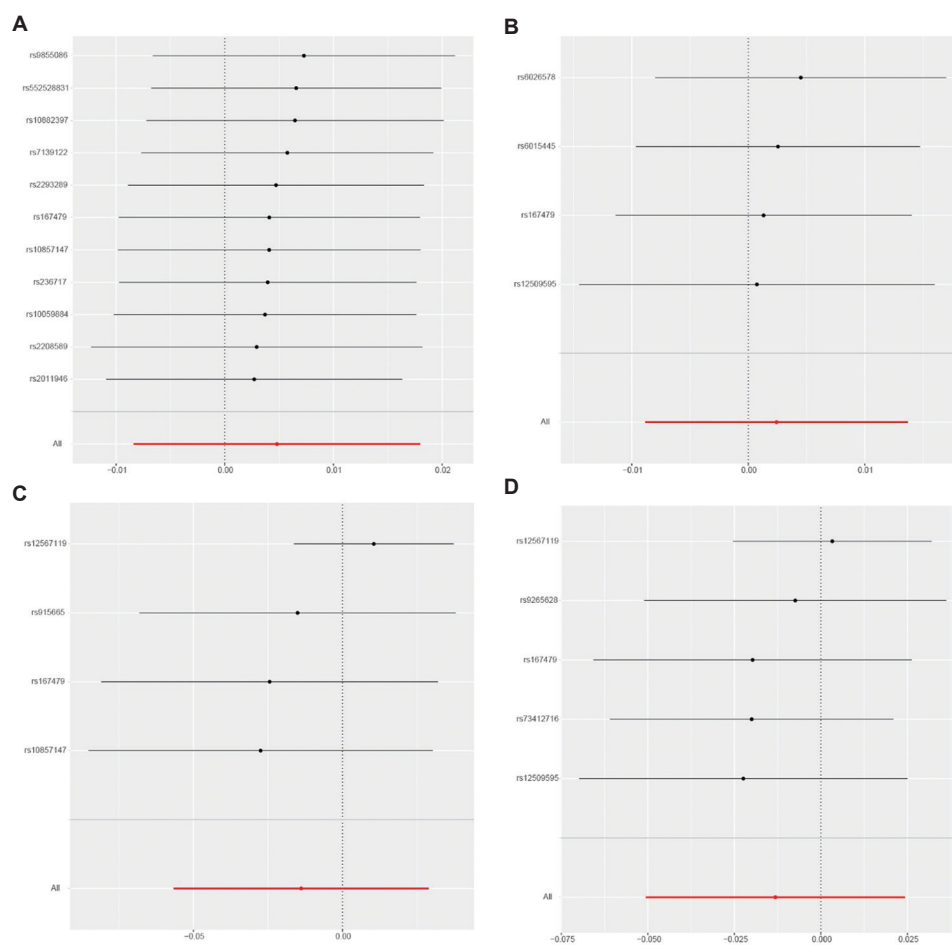 A
rs9855086
rs552528831
rs10882397
rs7139122
rs2293289
rs167479
rs10857147
rs236717
rs10059884
rs2208589
rs2011946
All
−0.01 0.00 0.01 0.02
B
rs6026578
rs6015445
rs167479
rs12509595
All
−0.01 0.00 0.01
C
rs12567119
rs915665
rs167479
rs10857147
All
−0.05 0.00
D
rs12567119
rs9265628
rs167479
rs73412716
rs12509595
All
−0.075 −0.050 −0.025 0.000 0.025